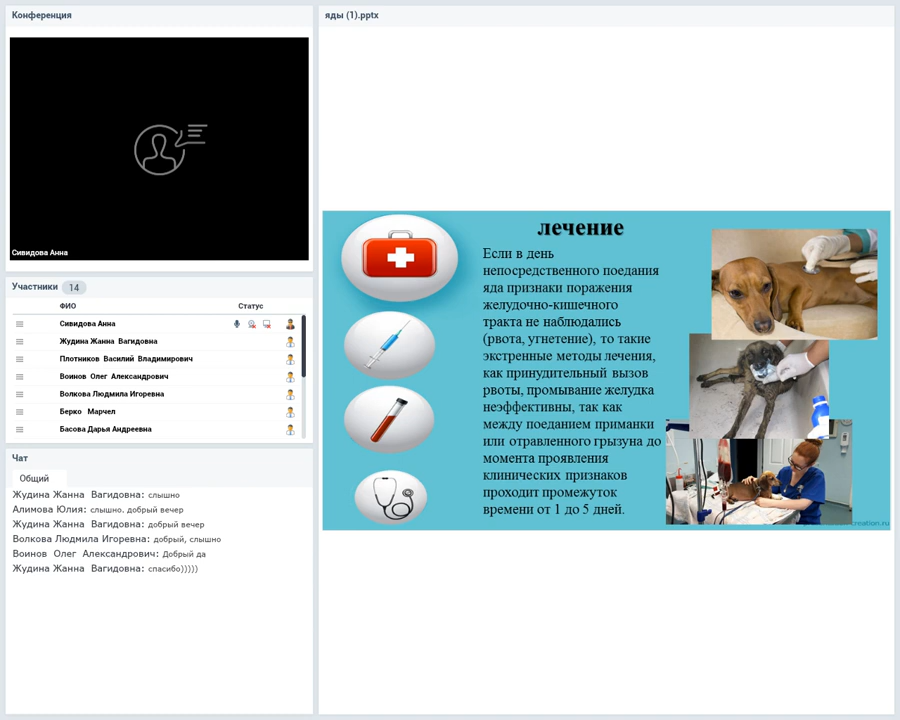 Конференция
Сивидова Анна
Участники 14
ФИО Статус
Сивидова Анна
Жудина Жанна Вагидовна
Плотников Василий Владимирович
Воинов Олег Александрович
Волкова Людмила Игоревна
Берко Марчел
Басова Дарья Андреевна
Чат
Общий
Жудина Жанна Вагидовна: слышно
Алимова Юлия: слышно. добрый вечер
Жудина Жанна Вагидовна: добрый вечер
Волкова Людмила Игоревна: добрый, слышно
Воинов Олег Александрович: Добрый да
Жудина Жанна Вагидовна: спасибо)))))
яды (1).pptx
лечение
Если в день
непосредственного поедания
яда признаки поражения
желудочно-кишечного
тракта не наблюдались
(рвота, угнетение), то такие
экстренные методы лечения,
как принудительный вызов
рвоты, промывание желудка
неэффективны, так как
между поеданием приманки
или отравленного грызуна до
момента проявления
клинических признаков
проходит промежуток
времени от 1 до 5 дней.